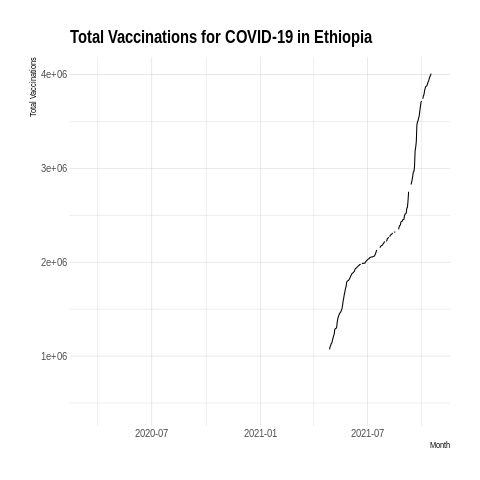 Total Vaccinations for COVID-19 in Ethiopia
Total Vaccinations
4e+06
3e+06
2e+06
1e+06
2020-07 2021-01 2021-07
Month